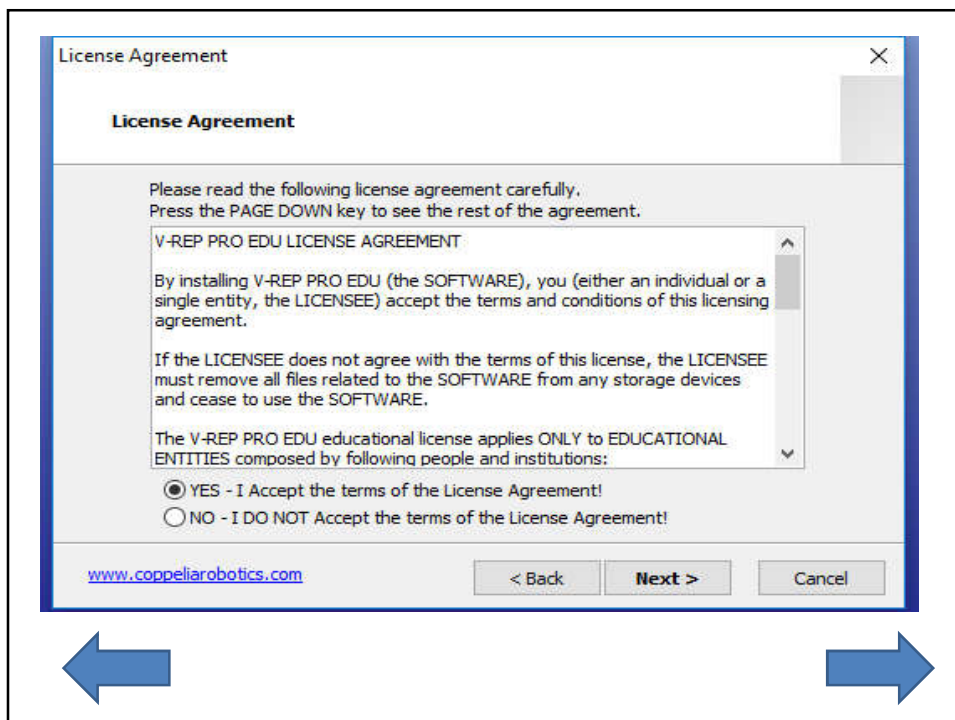 License Agreement
License Agreement
Please read the following license agreement carefully.
Press the PAGE DOWN key to see the rest of the agreement.
V-REP PRO EDU LICENSE AGREEMENT
By installing V-REP PRO EDU (the SOFTWARE), you (either an individual or a
single entity, the LICENSEE) accept the terms and conditions of this licensing
agreement.
If the LICENSEE does not agree with the terms of this license, the LICENSEE
must remove all files related to the SOFTWARE from any storage devices
and cease to use the SOFTWARE.
The V-REP PRO EDU educational license applies ONLY to EDUCATIONAL
ENTITIES composed by following people and institutions:
YES - I Accept the terms of the License Agreement!
NO - I DO NOT Accept the terms of the License Agreement!
www.coppeliarobotics.com < Back Next > Cancel